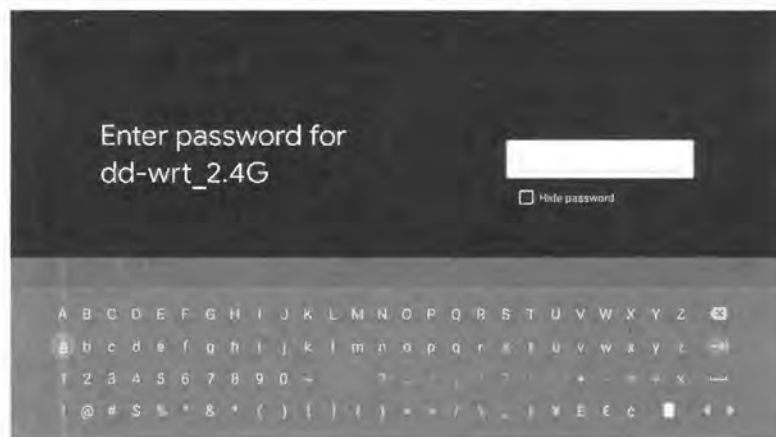 Enter password for
dd-wrt_2.4G
Hide password
A B C D E F G H I J K L M N O P Q R S T U V W X Y Z
a b c d e f g h i j k l m n o p q r s t u v w x y z
1 2 3 4 5 6 7 8 9 0 ~
! @ # $ % ^ & * ( ) [ ] { } < > / \ _ | ¥ £ € ¢